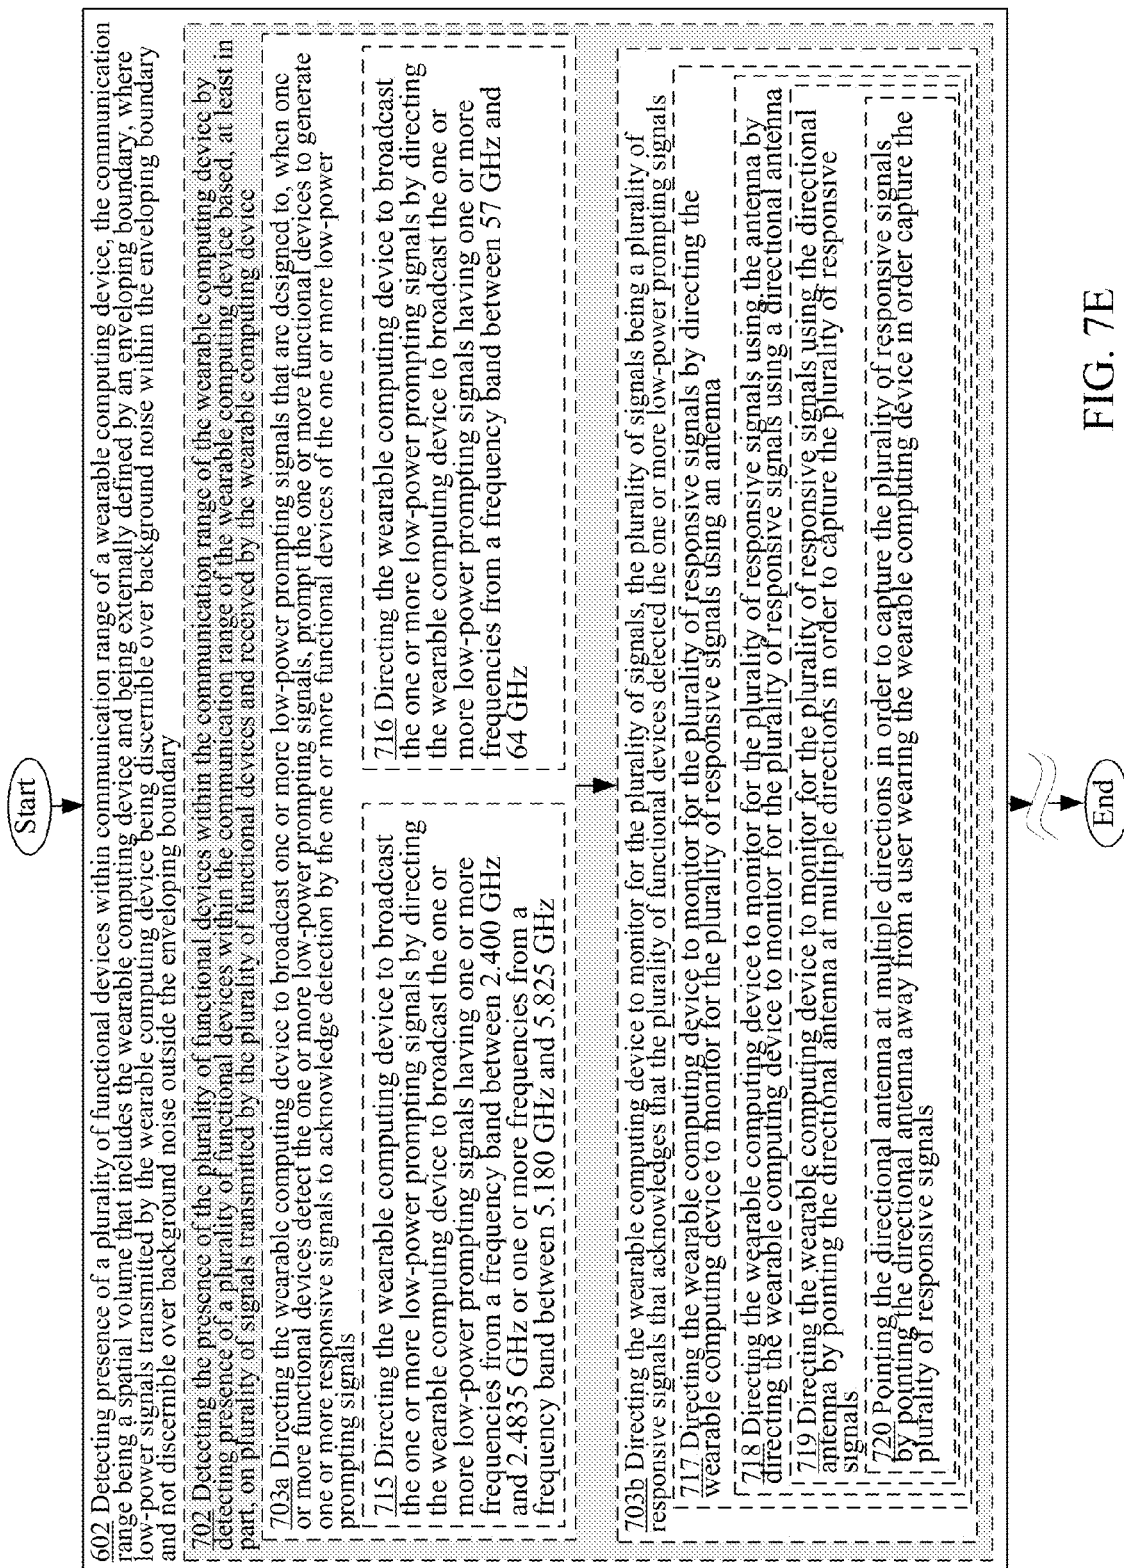 Start
602 Detecting presence of a plurality of functional devices within communication range of a wearable computing device, the communication
range being a spatial volume that includes the wearable computing device and being externally defined by an enveloping boundary, where
low-power signals transmitted by the wearable computing device being discernible over background noise within the enveloping boundary
and not discernible over background noise outside the enveloping boundary
702 Detecting the presence of the plurality of functional devices within the communication range of the wearable computing device by
detecting presence of a plurality of functional devices within the communication range of the wearable computing device based, at least in
part, on plurality of signals transmitted by the plurality of functional devices and received by the wearable computing device
703a Directing the wearable computing device to broadcast one or more low-power prompting signals that are designed to, when one
or more functional devices detect the one or more low-power prompting signals, prompt the one or more functional devices to generate
one or more responsive signals to acknowledge detection by the one or more functional devices of the one or more low-power
prompting signals
715 Directing the wearable computing device to broadcast
the one or more low-power prompting signals by directing
the wearable computing device to broadcast the one or
more low-power prompting signals having one or more
frequencies from a frequency band between 2.400 GHz
and 2.4835 GHz or one or more frequencies from a
frequency band between 5.180 GHz and 5.825 GHz
716 Directing the wearable computing device to broadcast
the one or more low-power prompting signals by directing
the wearable computing device to broadcast the one or
more low-power prompting signals having one or more
frequencies from a frequency band between 57 GHz and
64 GHz
703b Directing the wearable computing device to monitor for the plurality of signals, the plurality of signals being a plurality of
responsive signals that acknowledges that the plurality of functional devices detected the one or more low-power prompting signals
717 Directing the wearable computing device to monitor for the plurality of responsive signals by directing the
wearable computing device to monitor for the plurality of responsive signals using an antenna
718 Directing the wearable computing device to monitor for the plurality of responsive signals using the antenna by
directing the wearable computing device to monitor for the plurality of responsive signals using a directional antenna
719 Directing the wearable computing device to monitor for the plurality of responsive signals using the directional
antenna by pointing the directional antenna at multiple directions in order to capture the plurality of responsive
signals
720 Pointing the directional antenna at multiple directions in order to capture the plurality of responsive signals
by pointing the directional antenna away from a user wearing the wearable computing device in order capture the
plurality of responsive signals
End
FIG. 7E